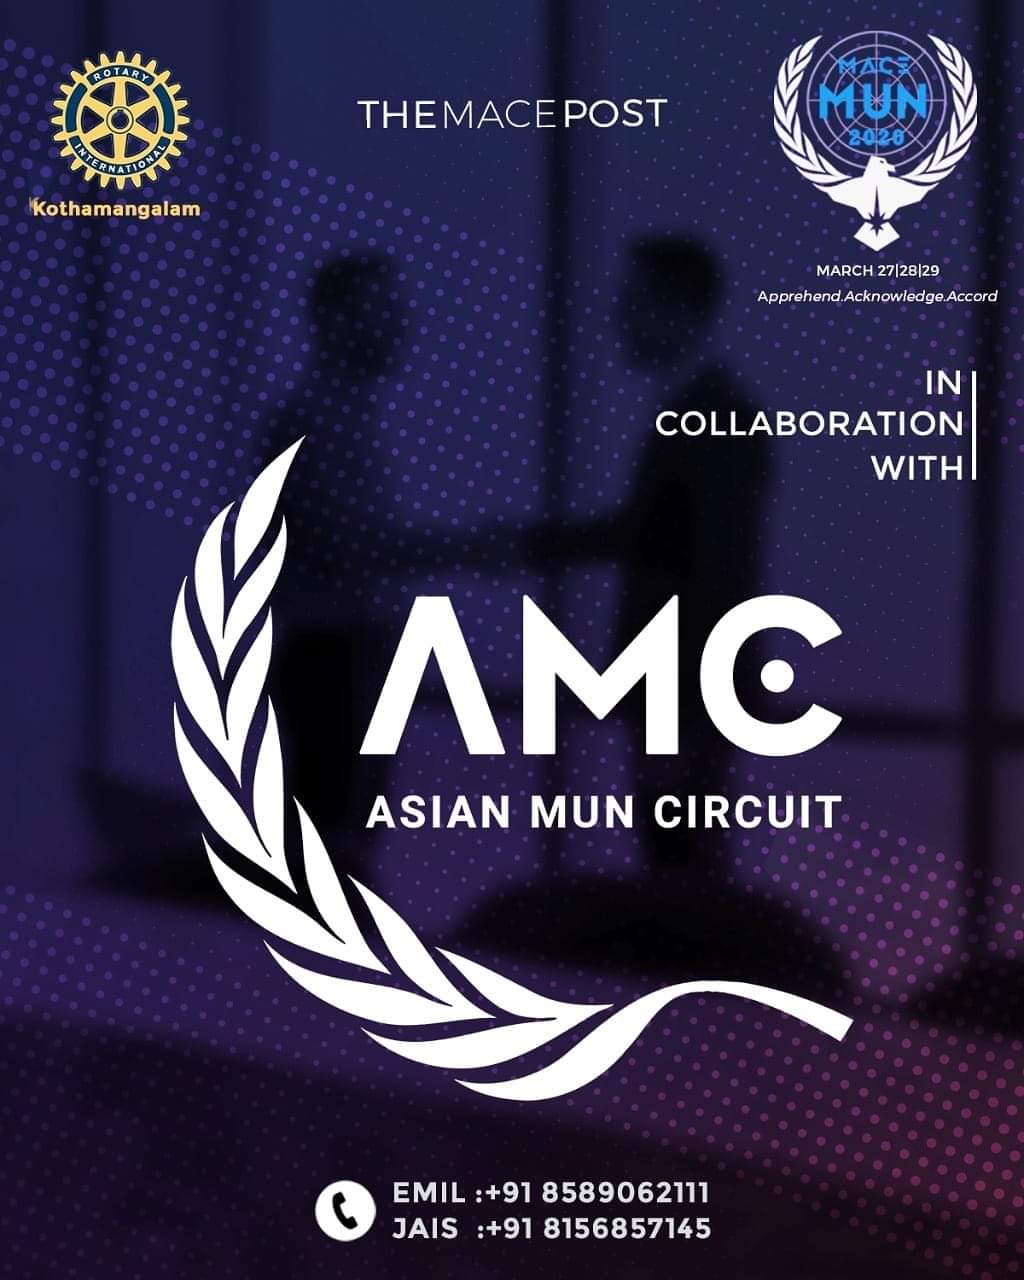 ROTARY
INTERNATIONAL
Kothamangalam
THEMACEPOST
MACE
MUN
2020
MARCH 27|28|29
Apprehend.Acknowledge.Accord
IN
COLLABORATION
WITH
AMC
ASIAN MUN CIRCUIT
EMIL :+91 8589062111
JAIS :+91 8156857145